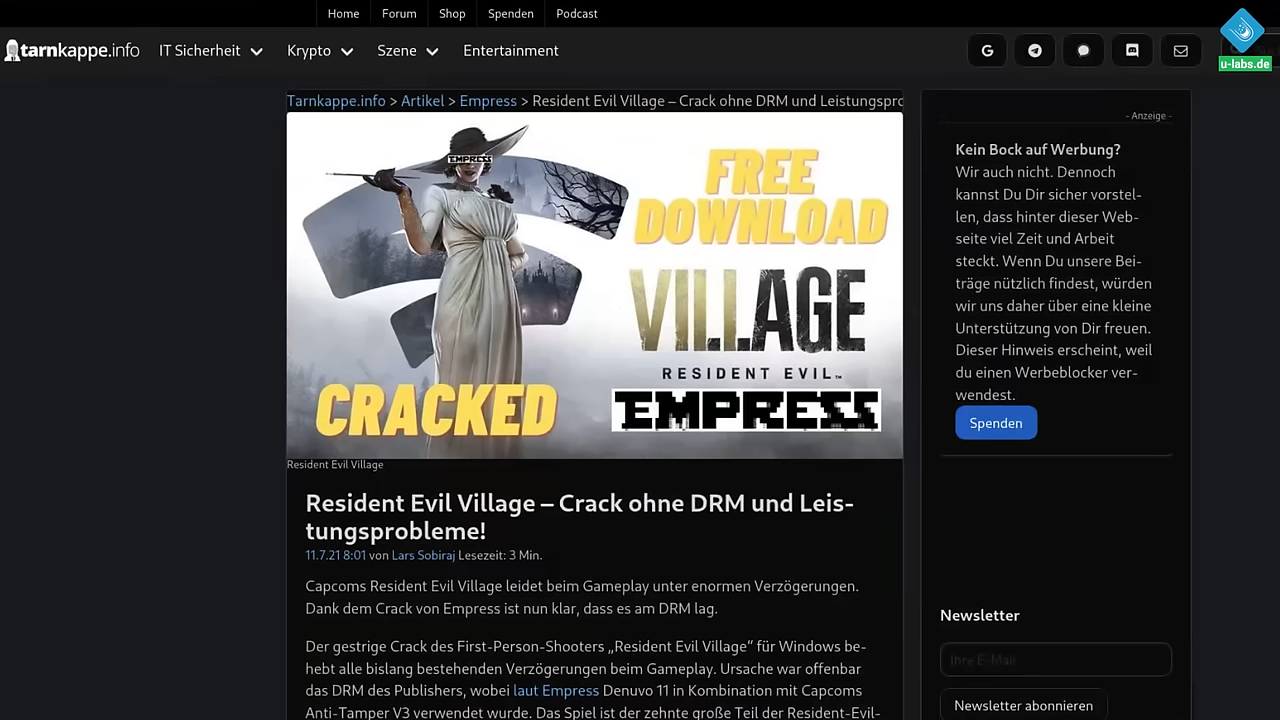 Home Forum Shop Spenden Podcast
tarnkappe.info IT Sicherheit Krypto Szene Entertainment
u-labs.de
Tarnkappe.info > Artikel > Empress > Resident Evil Village – Crack ohne DRM und Leistungspro
EMPRESS
FREE
DOWNLOAD
VILLAGE
RESIDENT EVIL™
CRACKED
EMPRESS
Resident Evil Village
Resident Evil Village – Crack ohne DRM und Leis-
tungsprobleme!
11.7.21 8:01 von Lars Sobiraj Lesezeit: 3 Min.
Capcoms Resident Evil Village leidet beim Gameplay unter enormen Verzögerungen.
Dank dem Crack von Empress ist nun klar, dass es am DRM lag.
Der gestrige Crack des First-Person-Shooters „Resident Evil Village“ für Windows be-
hebt alle bislang bestehenden Verzögerungen beim Gameplay. Ursache war offenbar
das DRM des Publishers, wobei laut Empress Denuvo 11 in Kombination mit Capcoms
Anti-Tamper V3 verwendet wurde. Das Spiel ist der zehnte große Teil der Resident-Evil-
- Anzeige -
Kein Bock auf Werbung?
Wir auch nicht. Dennoch
kannst Du Dir sicher vorstel-
len, dass hinter dieser Web-
seite viel Zeit und Arbeit
steckt. Wenn Du unsere Bei-
träge nützlich findest, würden
wir uns daher über eine kleine
Unterstützung von Dir freuen.
Dieser Hinweis erscheint, weil
du einen Werbeblocker ver-
wendest.
Spenden
Newsletter
Ihre E-Mail
Newsletter abonnieren